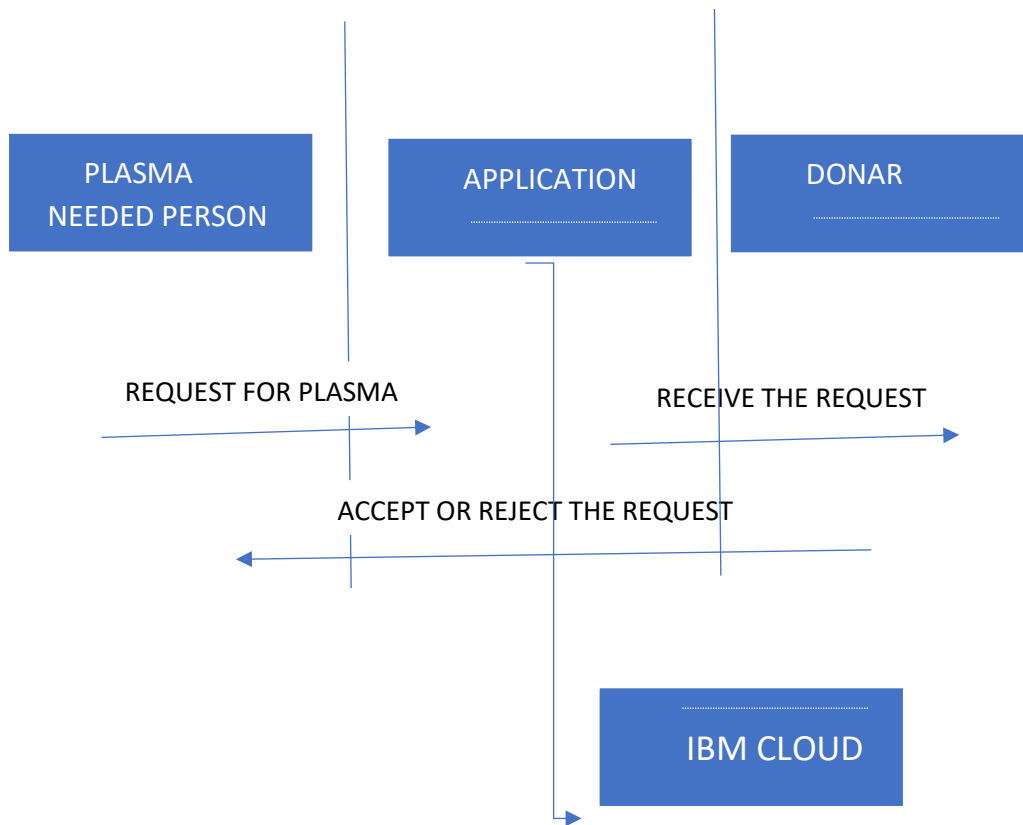 PLASMA
NEEDED PERSON
APPLICATION
DONAR
REQUEST FOR PLASMA
RECEIVE THE REQUEST
ACCEPT OR REJECT THE REQUEST
IBM CLOUD